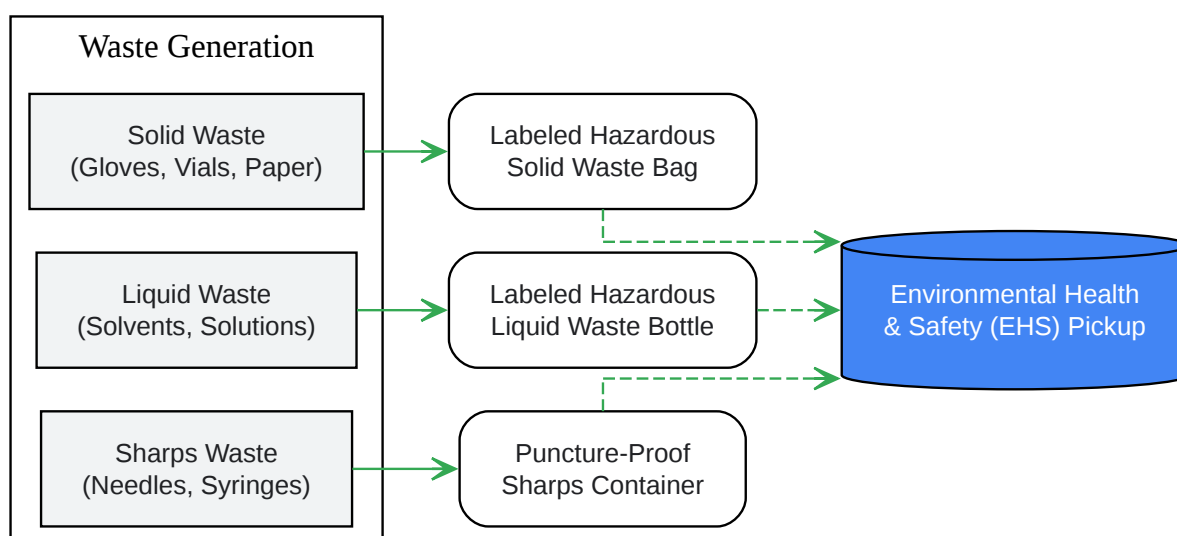 Waste Generation
Solid Waste
(Gloves, Vials, Paper)
Labeled Hazardous
Solid Waste Bag
Liquid Waste
(Solvents, Solutions)
Labeled Hazardous
Liquid Waste Bottle
Environmental Health
& Safety (EHS) Pickup
Sharps Waste
(Needles, Syringes)
Puncture-Proof
Sharps Container